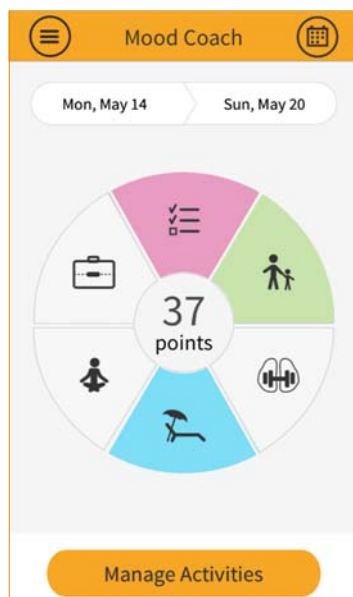 Mood Coach
Mon, May 14
Sun, May 20
37
points
Manage Activities